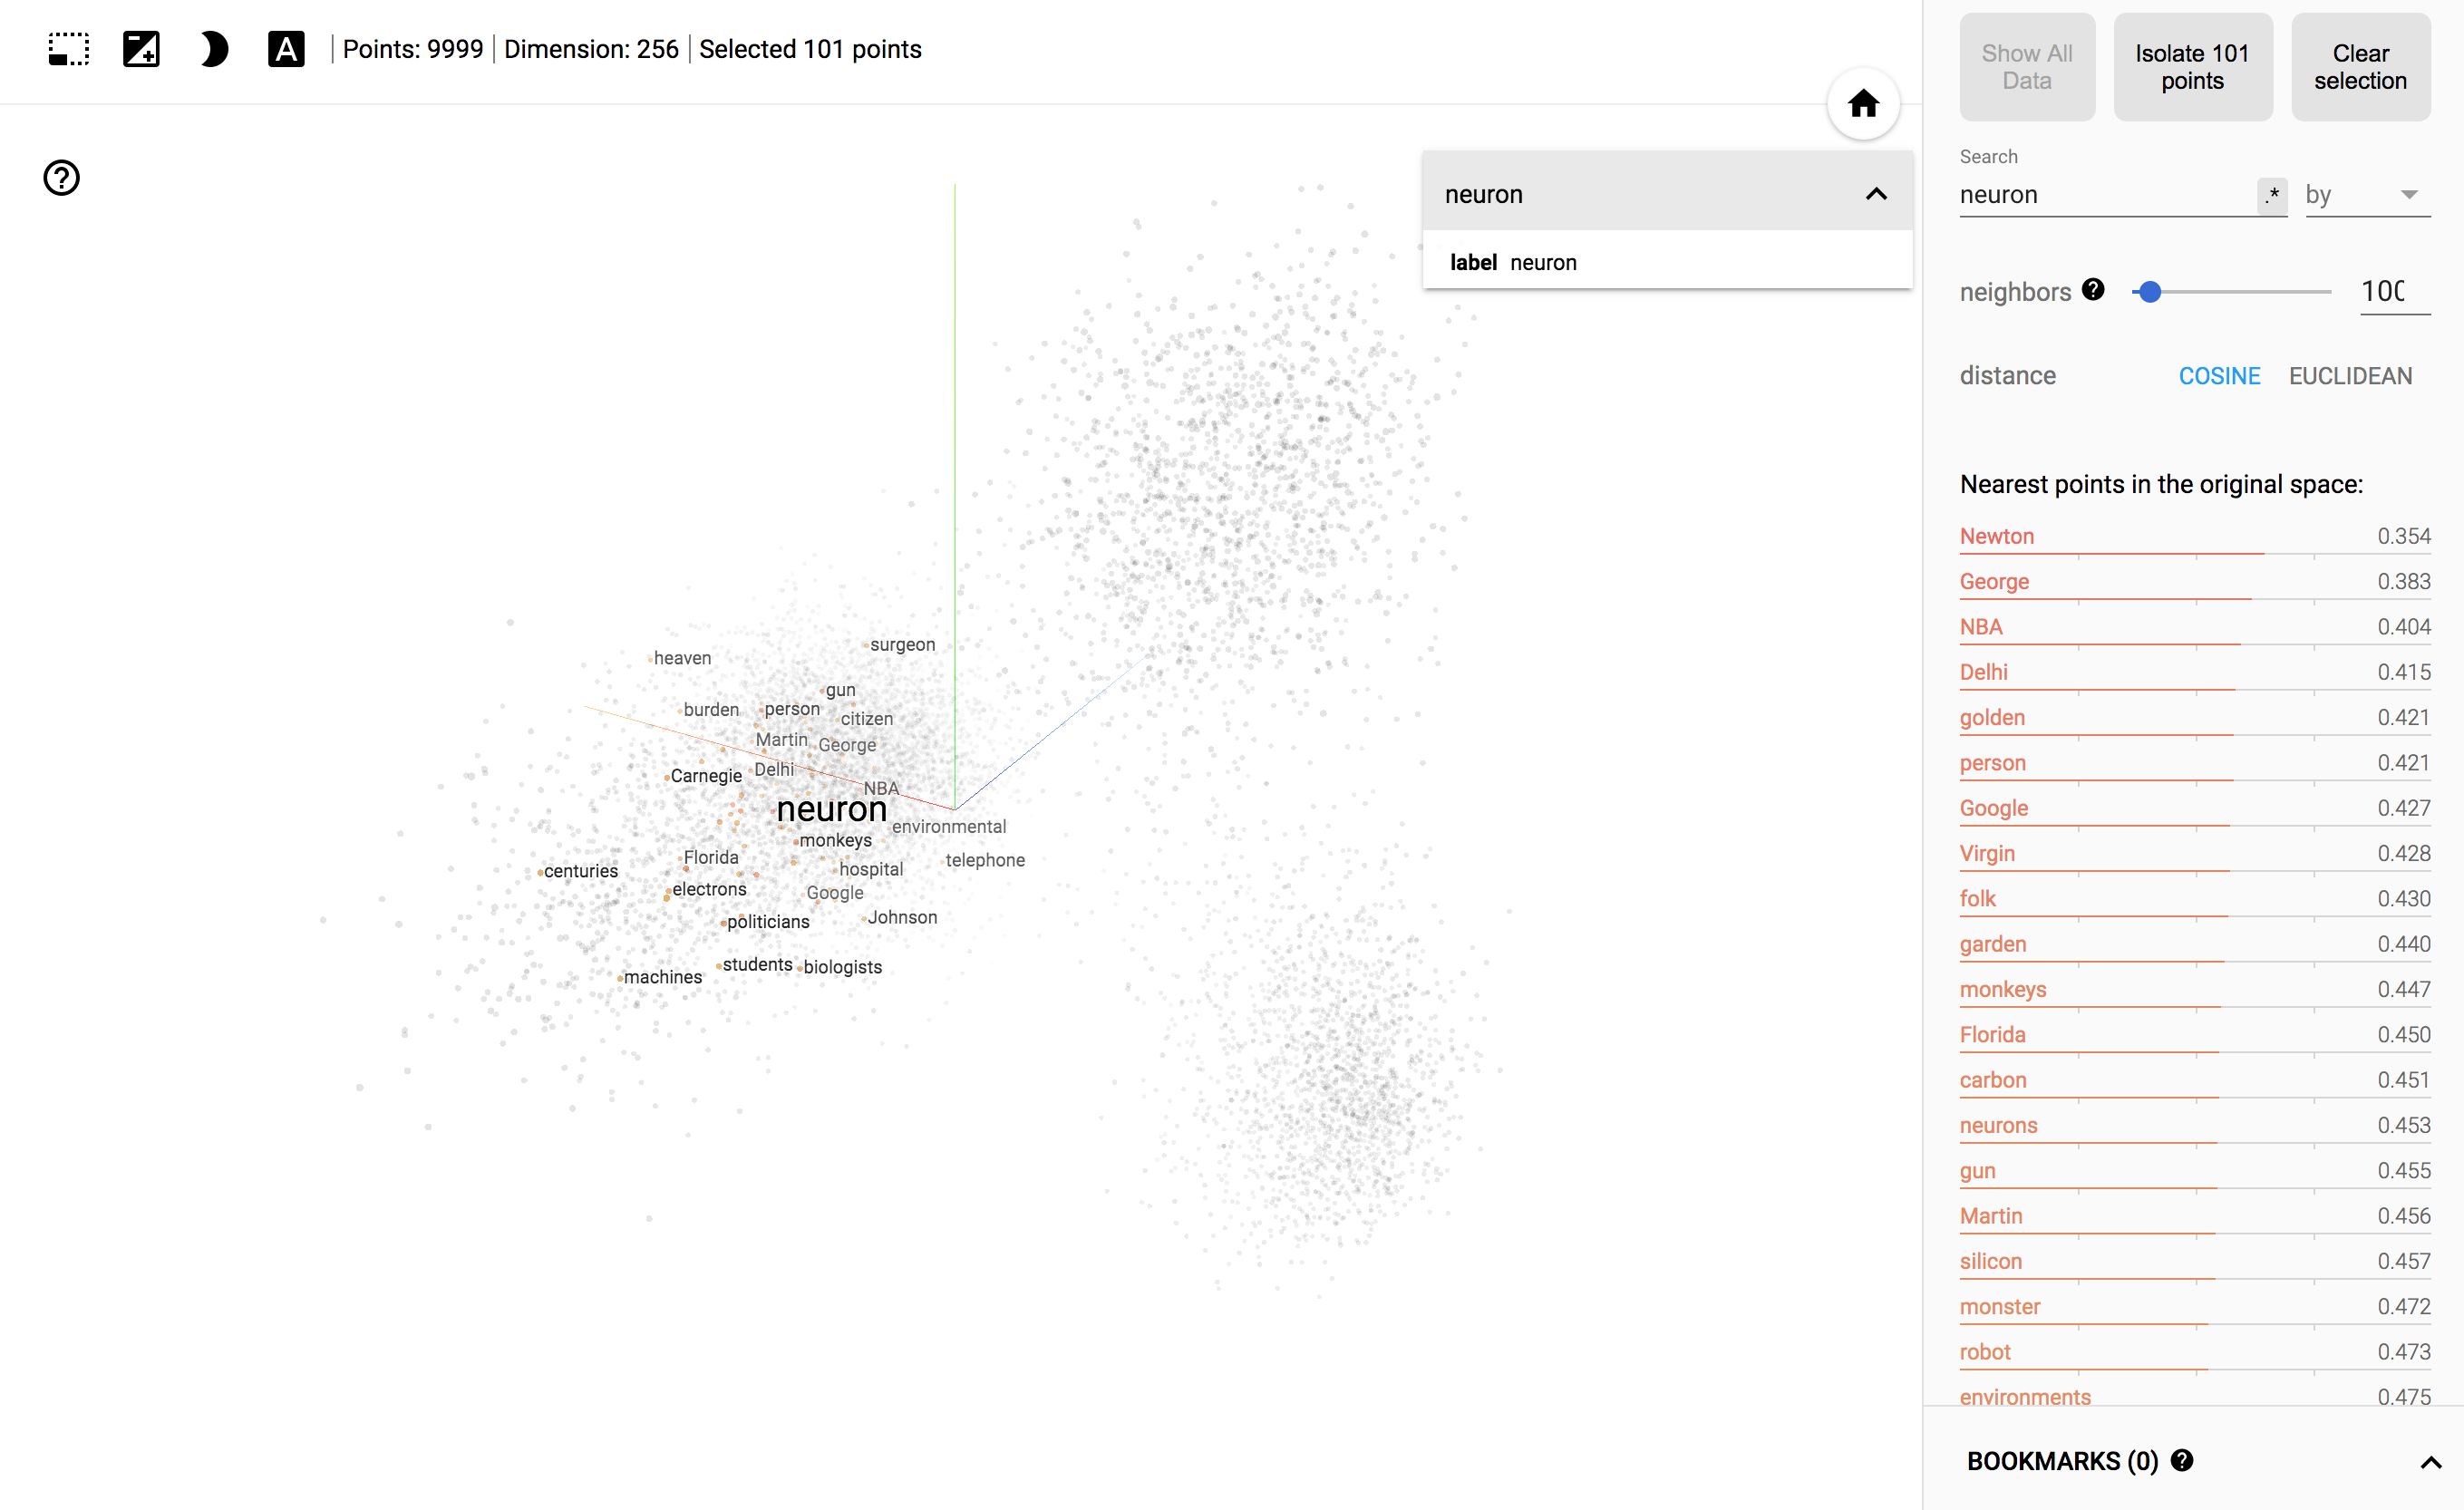 A | Points: 9999 | Dimension: 256 | Selected 101 points
neuron
label neuron
surgeon
heaven
gun
burden
person
citizen
Martin
George
Delhi
Carnegie
NBA
neuron
environmental
monkeys
Florida
telephone
centuries
hospital
electrons
Google
Johnson
politicians
students
biologists
machines
Show All
Data
Isolate 101
points
Clear
selection
Search
neuron .* by
neighbors ? 100
distance COSINE EUCLIDEAN
Nearest points in the original space:
Newton 0.354
George 0.383
NBA 0.404
Delhi 0.415
golden 0.421
person 0.421
Google 0.427
Virgin 0.428
folk 0.430
garden 0.440
monkeys 0.447
Florida 0.450
carbon 0.451
neurons 0.453
gun 0.455
Martin 0.456
silicon 0.457
monster 0.472
robot 0.473
environments 0.475
BOOKMARKS (0) ?